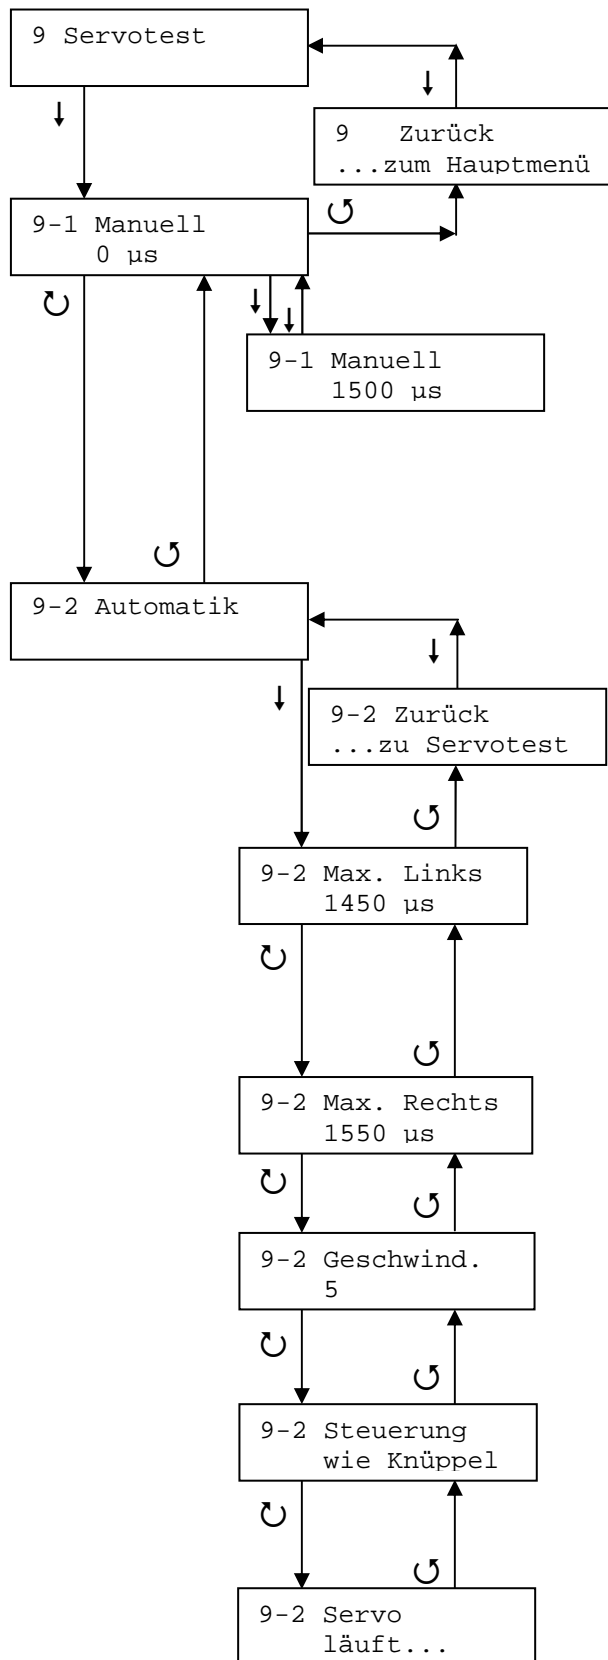 9 Servotest
9   Zurück
...zum Hauptmenü
9-1 Manuell
0 µs
9-1 Manuell
1500 µs
9-2 Automatik
9-2 Zurück
...zu Servotest
9-2 Max. Links
1450 µs
9-2 Max. Rechts
1550 µs
9-2 Geschwind.
5
9-2 Steuerung
wie Knüppel
9-2 Servo
läuft...